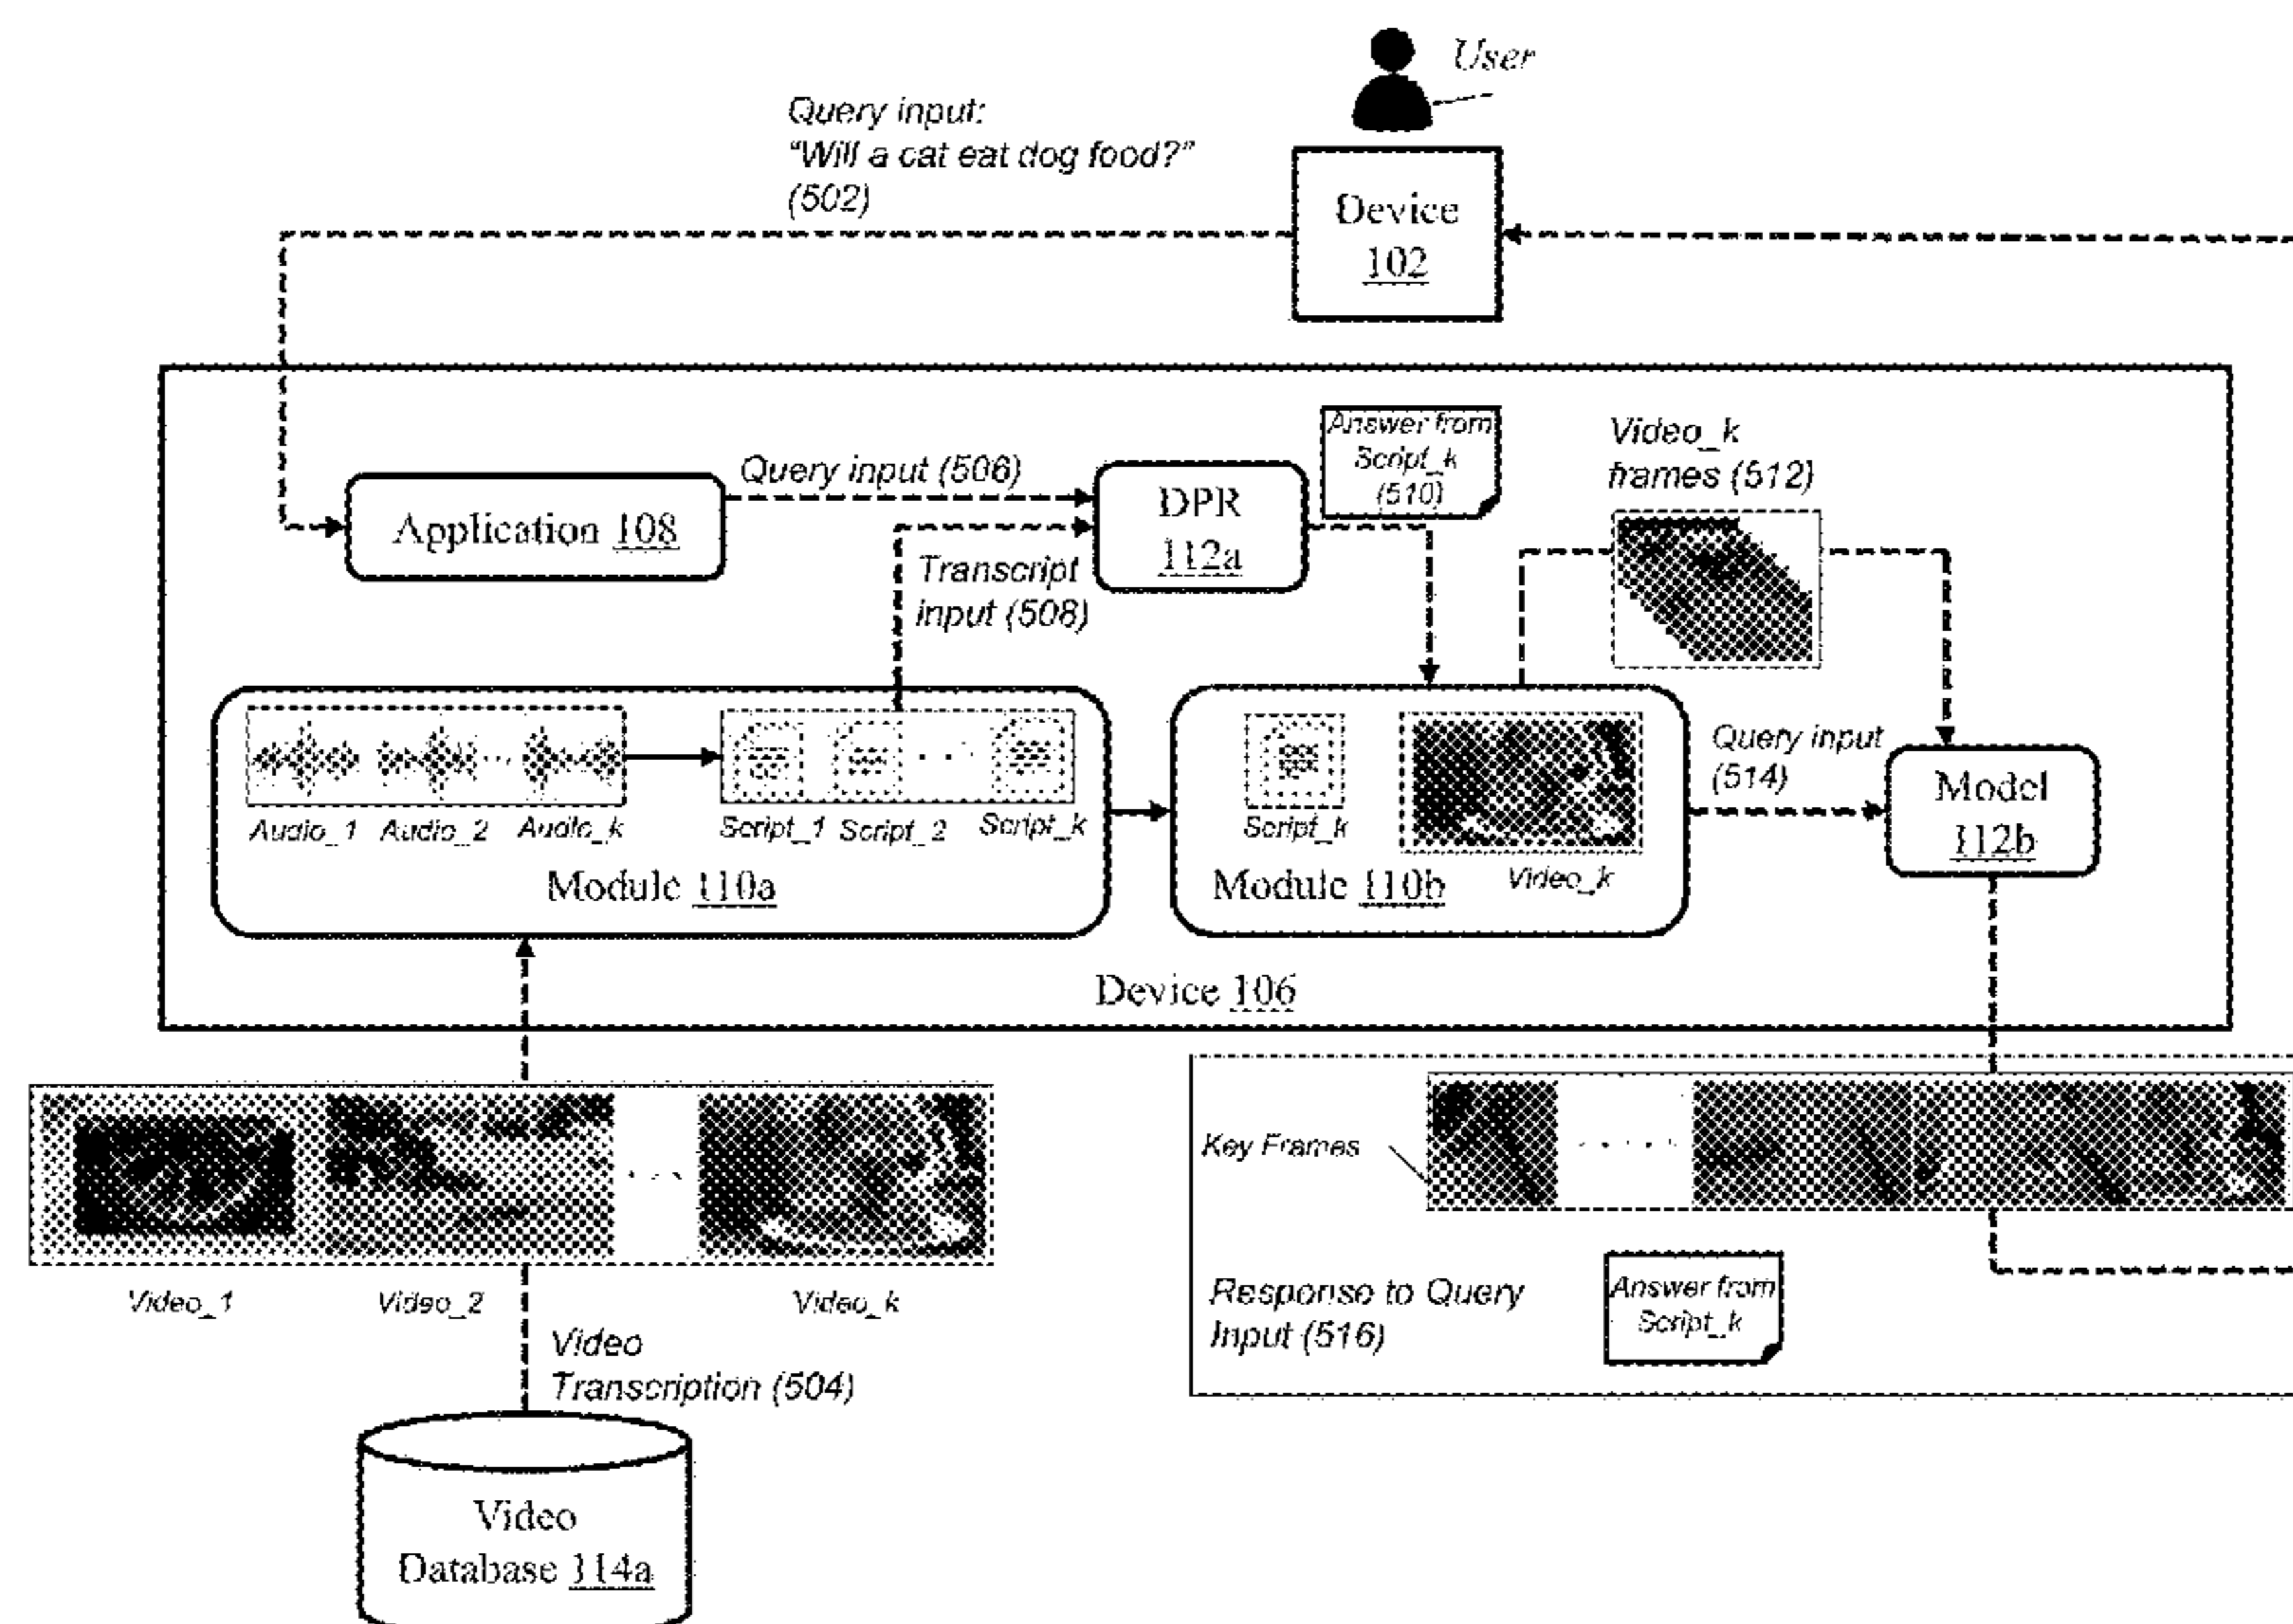 User
Query input:
“Will a cat eat dog food?”
(502)
Device
102
Answer from
Script_k
(510)
Video_k
frames (512)
Query input (506)
DPR
112a
Application 108
Transcript
input (508)
Query input
(514)
Model
112b
Audio_1 Audio_2 Audio_k
Script_1 Script_2 Script_k
Module 110a
Script_k
Video_k
Module 110b
Device 106
Key Frames
Video_1 Video_2 Video_k
Response to Query
Input (516)
Answer from
Script_k
Video
Transcription (504)
Video
Database 114a